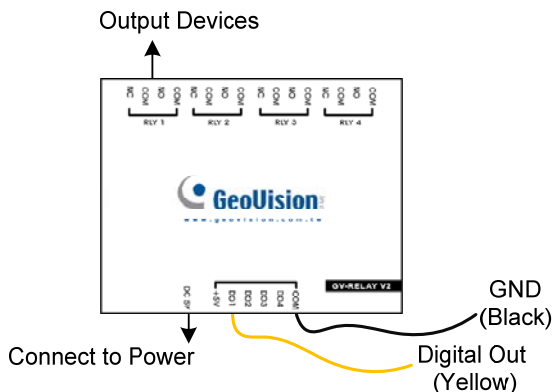 Output Devices
NC COM NO COM NC COM NO COM NC COM NO COM NC COM NO COM
RLY 1 RLY 2 RLY 3 RLY 4
GeoVision
www.geovision.com.tw
GV-RELAY V2
+5V DO1 DO2 DO3 DO4 COM
GND
(Black)
Connect to Power
Digital Out
(Yellow)